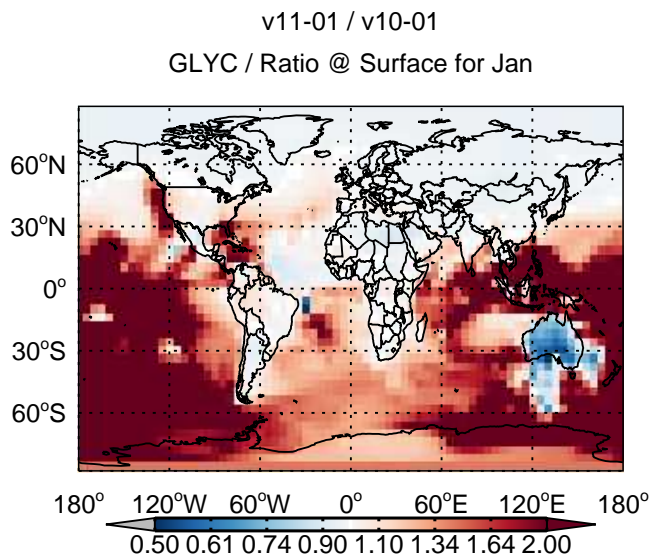 v11-01 / v10-01
GLYC / Ratio @ Surface for Jan
60°N
30°N
0°
30°S
60°S
180° 120°W 60°W 0° 60°E 120°E 180°
0.50 0.61 0.74 0.90 1.10 1.34 1.64 2.00